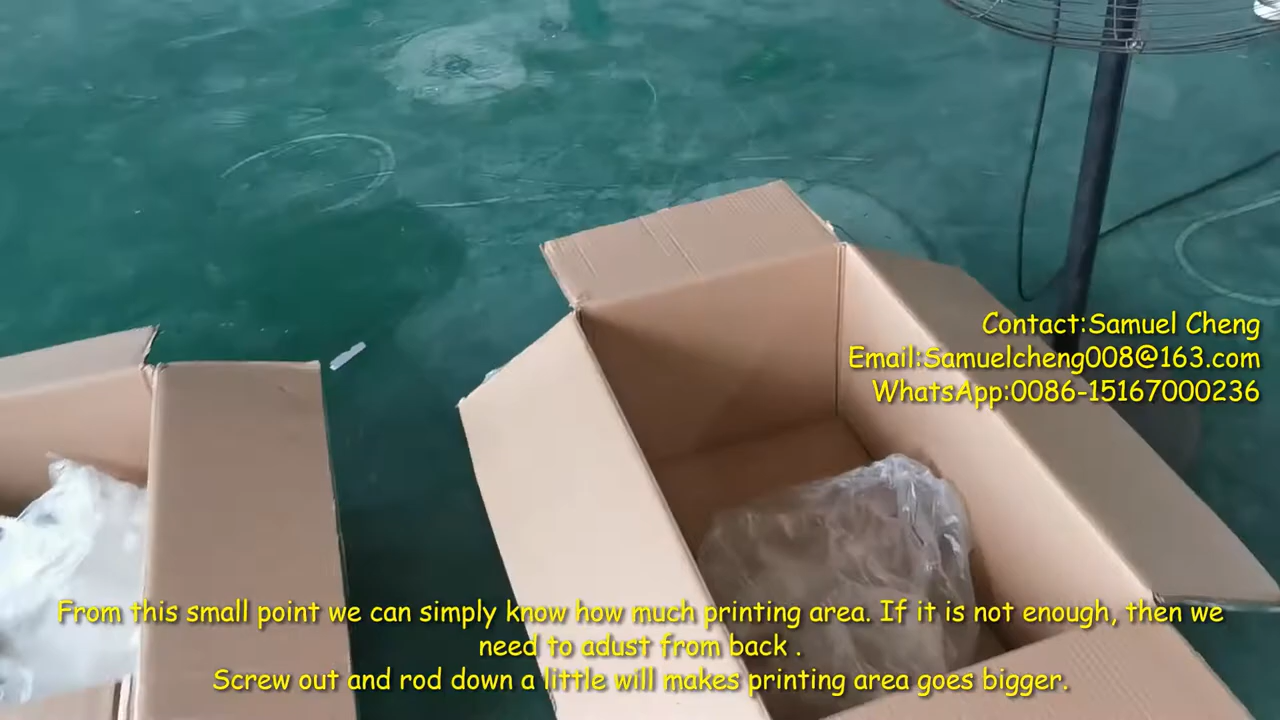 Contact:Samuel Cheng
Email:Samuelcheng008@163.com
WhatsApp:0086-15167000236
From this small point we can simply know how much printing area. If it is not enough, then we
need to adust from back .
Screw out and rod down a little will makes printing area goes bigger.